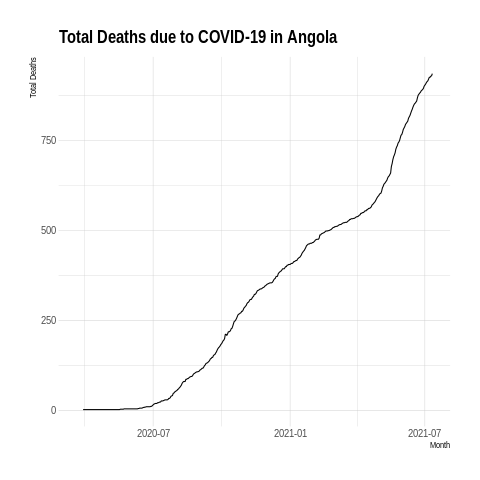 Total Deaths due to COVID-19 in Angola
Total Deaths
750
500
250
0
2020-07
2021-01
2021-07
Month